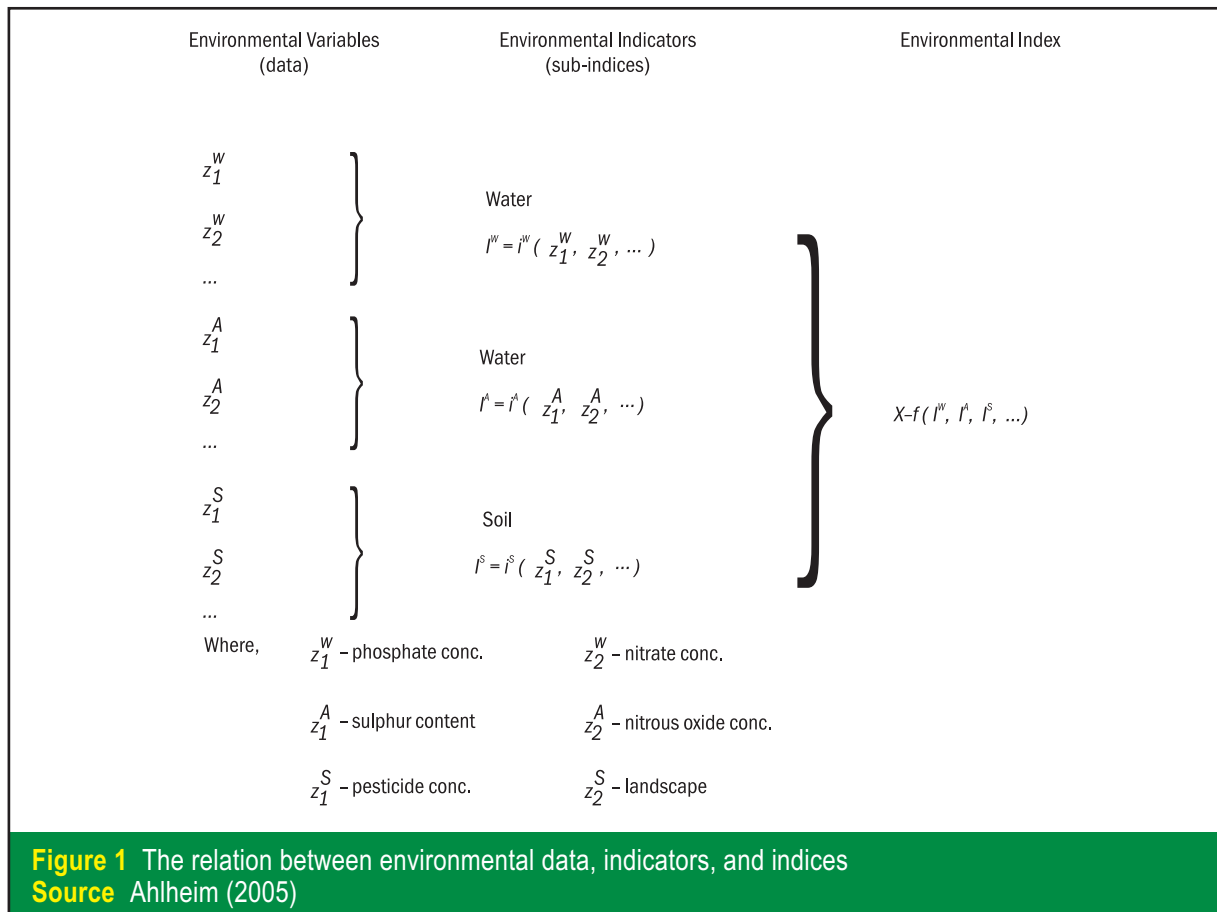 Environmental Variables Environmental Indicators Environmental Index
(data) (sub-indices)
z₁ᵂ
z₂ᵂ
...
Water
Iᵂ = iᵂ ( z₁ᵂ, z₂ᵂ, ... )
z₁ᴬ
z₂ᴬ
...
Water
Iᴬ = iᴬ ( z₁ᴬ, z₂ᴬ, ... )
X–f ( Iᵂ, Iᴬ, Iˢ, ...)
z₁ˢ
z₂ˢ
...
Soil
Iˢ = iˢ ( z₁ˢ, z₂ˢ, ... )
Where, z₁ᵂ – phosphate conc. z₂ᵂ – nitrate conc.
z₁ᴬ – sulphur content z₂ᴬ – nitrous oxide conc.
z₁ˢ – pesticide conc. z₂ˢ – landscape
Figure 1 The relation between environmental data, indicators, and indices
Source Ahlheim (2005)